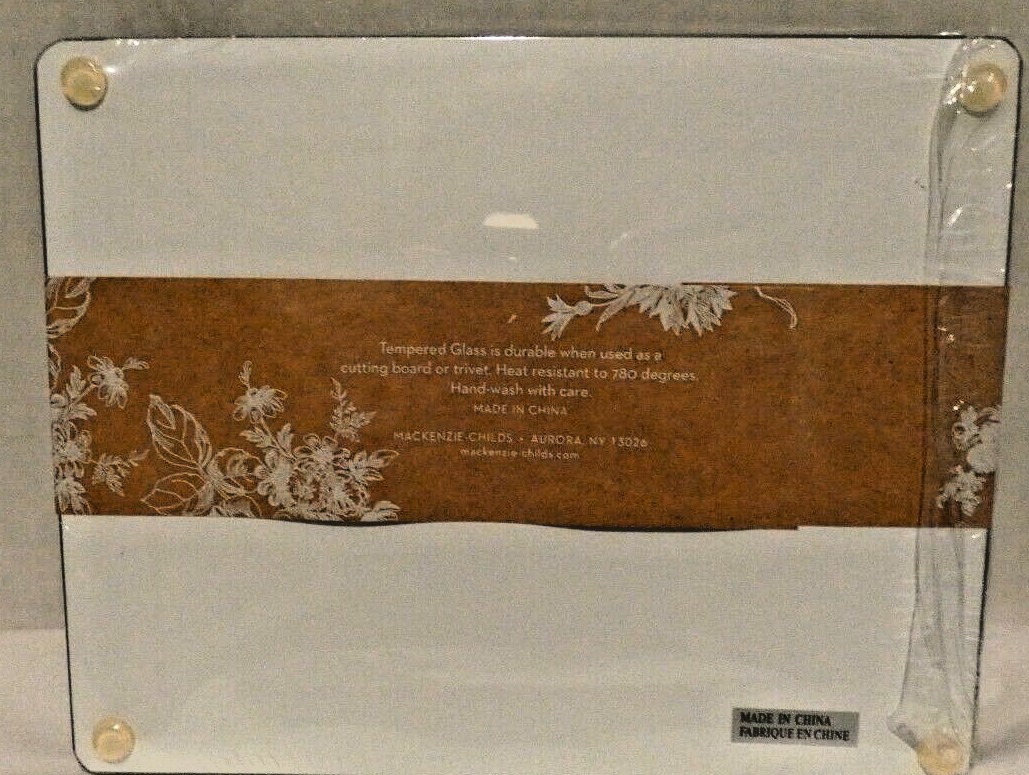 Tempered Glass is durable when used as a
cutting board or trivet. Heat resistant to 780 degrees.
Hand-wash with care.
MADE IN CHINA
MACKENZIE-CHILDS • AURORA, NY 13026
mackenzie-childs.com
MADE IN CHINA
FABRIQUE EN CHINE